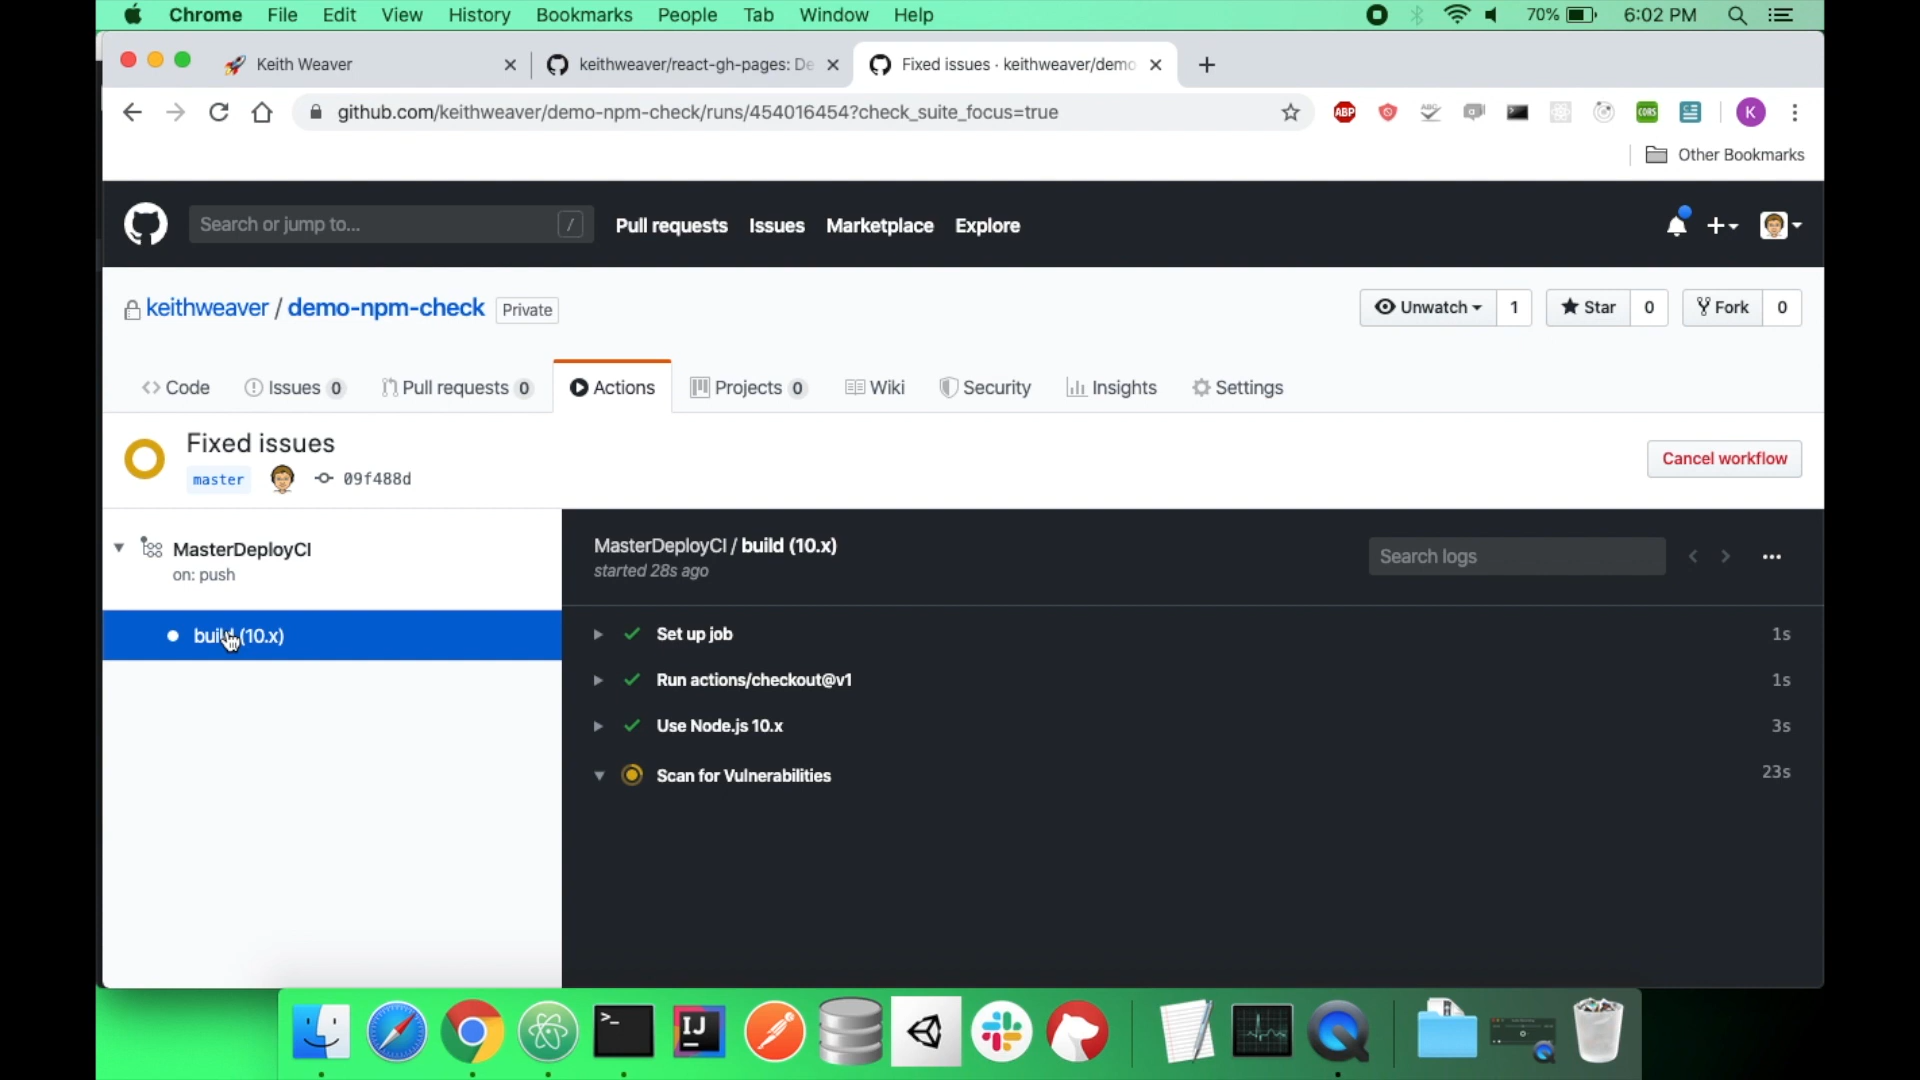 Chrome File Edit View History Bookmarks People Tab Window Help 70% 6:02 PM
Keith Weaver keithweaver/react-gh-pages: De Fixed issues · keithweaver/demo
github.com/keithweaver/demo-npm-check/runs/454016454?check_suite_focus=true ABP ABC CORS K
Other Bookmarks
Search or jump to... / Pull requests Issues Marketplace Explore
keithweaver / demo-npm-check Private Unwatch 1 Star 0 Fork 0
Code Issues 0 Pull requests 0 Actions Projects 0 Wiki Security Insights Settings
Fixed issues
master 09f488d
Cancel workflow
MasterDeployCI
on: push
build (10.x)
MasterDeployCI / build (10.x)
started 28s ago
Search logs
Set up job 1s
Run actions/checkout@v1 1s
Use Node.js 10.x 3s
Scan for Vulnerabilities 23s
IJ